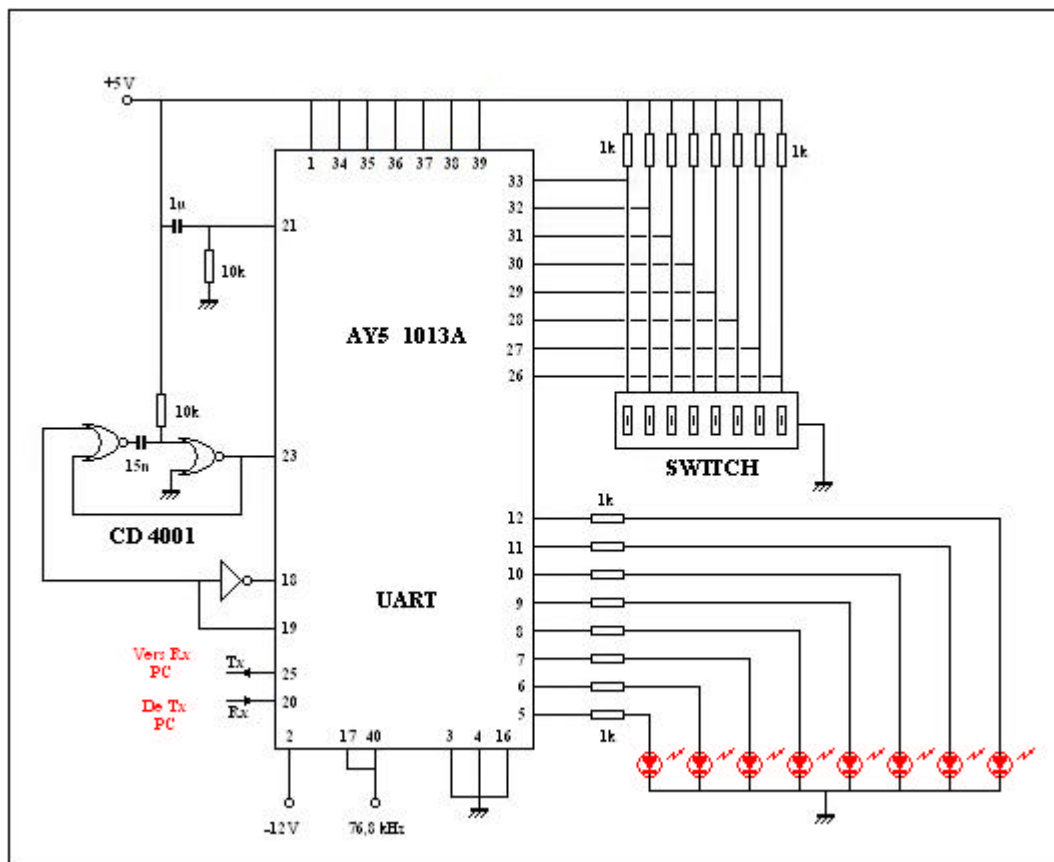 +5V
1 34 35 36 37 38 39
1k
1k
33
32
31
30
29
28
27
26
1u
21
10k
AY5 1013A
10k
15n
23
CD 4001
SWITCH
1k
12
11
10
9
8
7
6
5
1k
18
UART
19
Vers Rx
PC
Tx
25
De Tx
PC
Rx
20
2 17 40 3 4 16
-12V
76,8 kHz